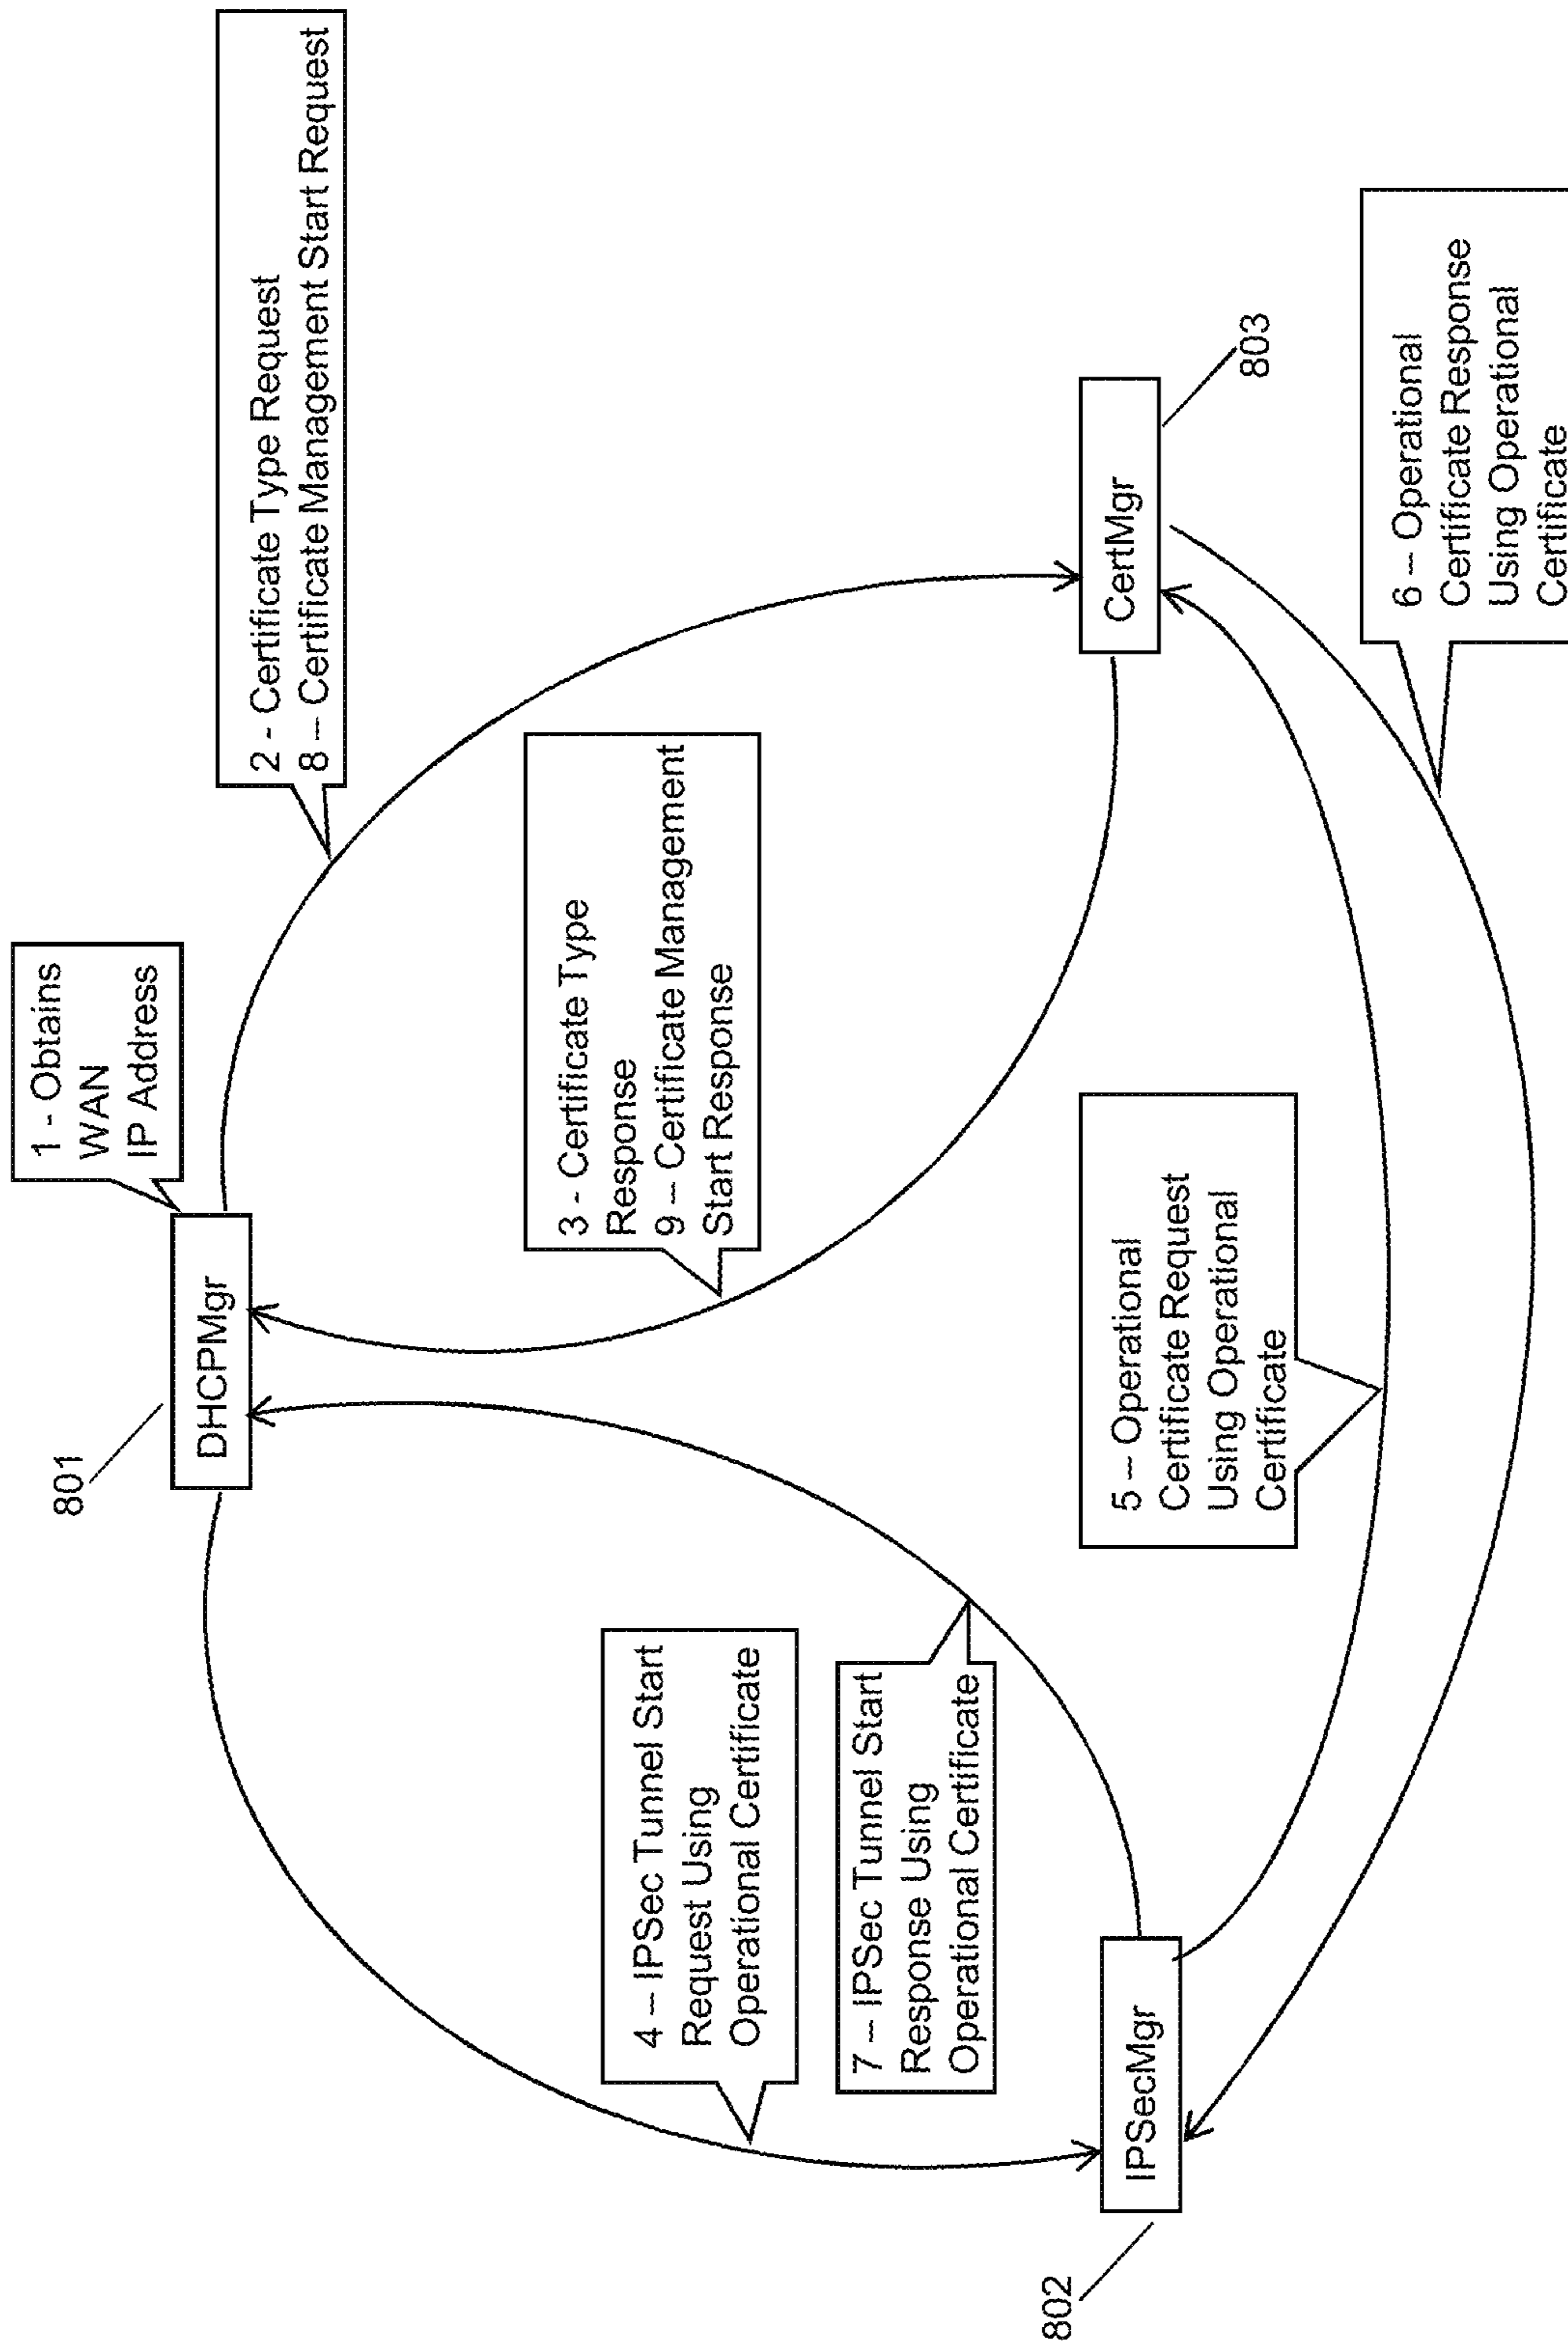 1 - Obtains
WAN
IP Address
801
DHCPMgr
2 - Certificate Type Request
8 – Certificate Management Start Request
3 - Certificate Type
Response
9 – Certificate Management
Start Response
4 – IPSec Tunnel Start
Request Using
Operational Certificate
7 – IPSec Tunnel Start
Response Using
Operational Certificate
802
IPSecMgr
CertMgr
803
5 – Operational
Certificate Request
Using Operational
Certificate
6 – Operational
Certificate Response
Using Operational
Certificate